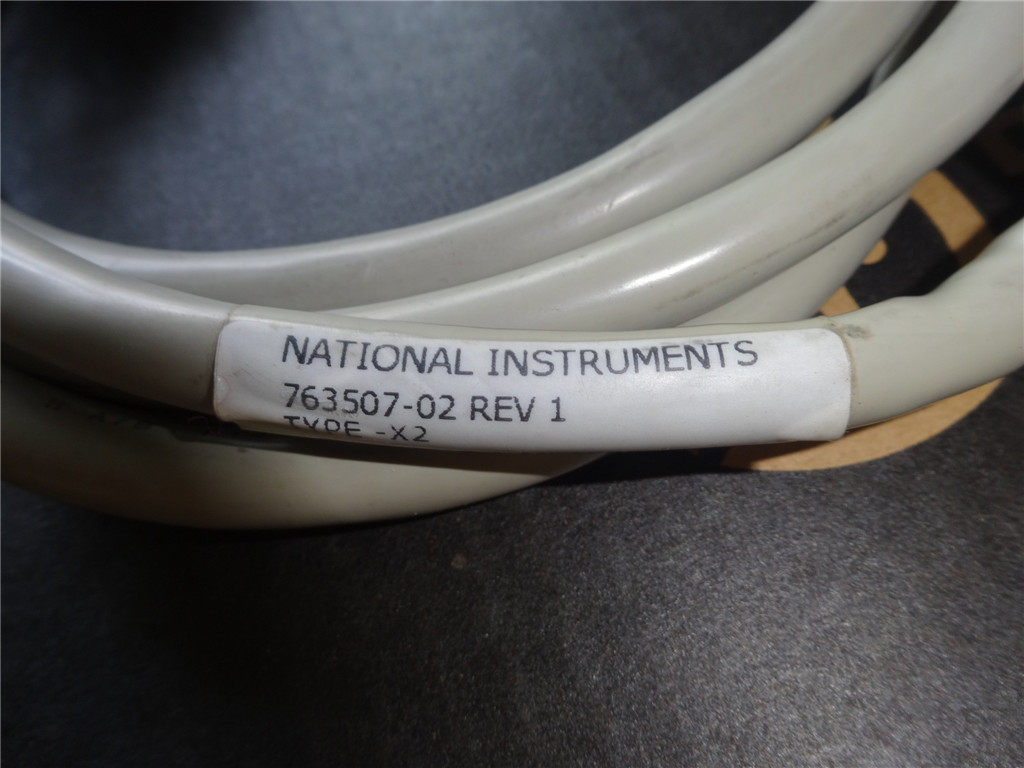 NATIONAL INSTRUMENTS
763507-02 REV 1
TYPE -X2